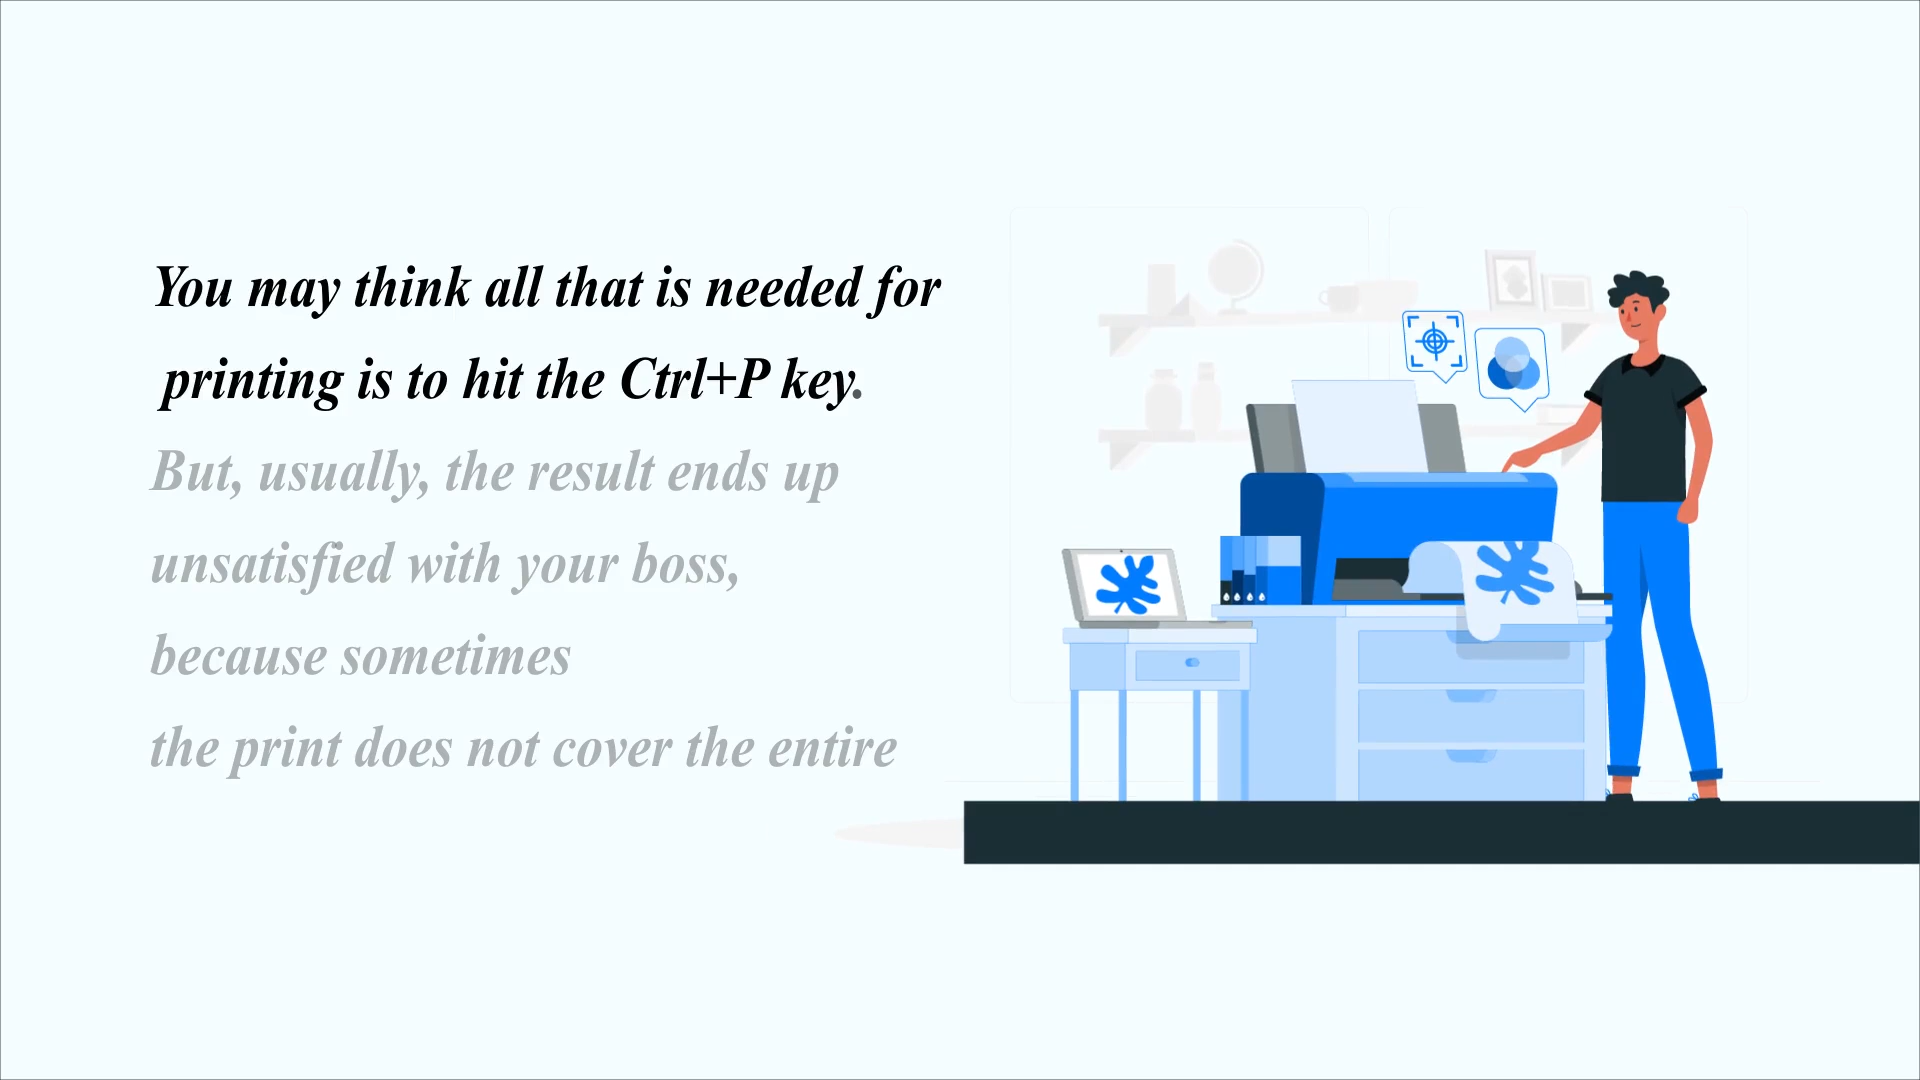 You may think all that is needed for
printing is to hit the Ctrl+P key.
But, usually, the result ends up
unsatisfied with your boss,
because sometimes
the print does not cover the entire